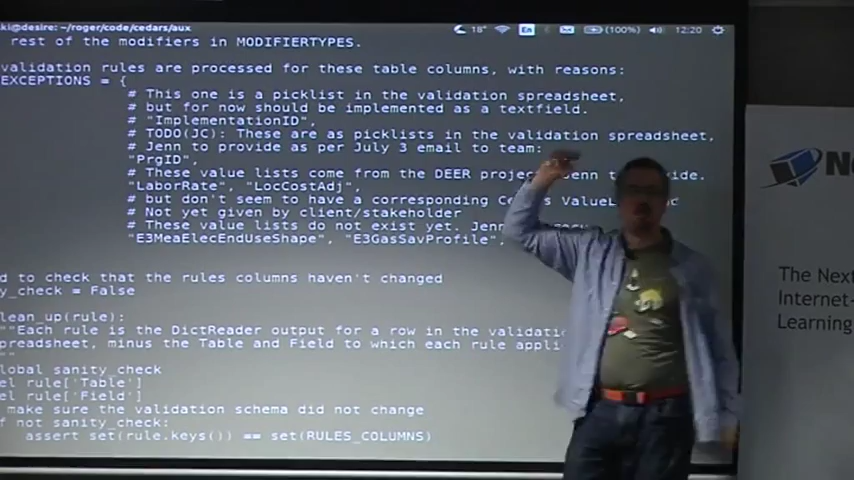 ki@desire: ~/roger/code/cedars/aux 18° En (100%) 12:20
rest of the modifiers in MODIFIERTYPES.
validation rules are processed for these table columns, with reasons:
EXCEPTIONS = {
# This one is a picklist in the validation spreadsheet,
# but for now should be implemented as a textfield.
# "ImplementationID",
# TODO(JC): These are as picklists in the validation spreadsheet,
# Jenn to provide as per July 3 email to team:
"PrgID",
# These value lists come from the DEER
"LaborRate", "LocCostAdj",
# but don't seem to have a corresponding
# Not yet given by client/stakeholder
# These value lists do not exist yet.
"E3MeaElecEndUseShape", "E3GasSavProfile",
d to check that the rules columns haven't changed
y_check = False
lean_up(rule):
""Each rule is the DictReader output for a row in the
preadsheet, minus the Table and Field to which each rule
""
lobal sanity_check
el rule['Table']
el rule['Field']
make sure the validation schema did not change
f not sanity_check:
assert set(rule.keys()) == set(RULES_COLUMNS)
The Next
Internet-
Learning